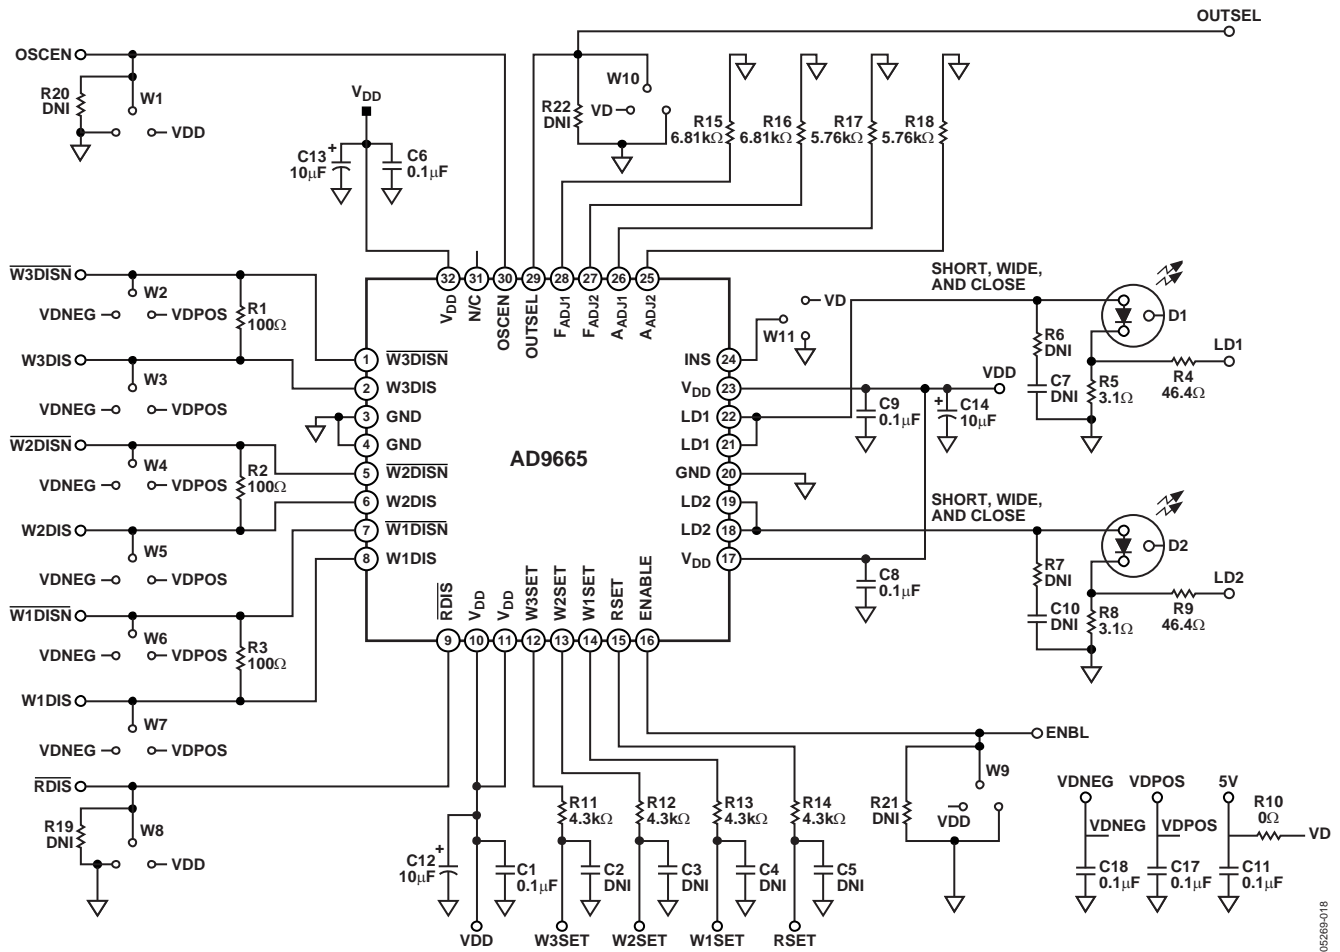 OUTSEL
OSCEN
R20
DNI
W1
VDD
VDD
C13
+
10μF
C6
0.1μF
W10
R22
DNI
VD
R15
6.81kΩ
R16
6.81kΩ
R17
5.76kΩ
R18
5.76kΩ
W3DISN
W2
VDNEG
VDPOS
R1
100Ω
W3DIS
W3
VDNEG
VDPOS
W2DISN
W4
VDNEG
VDPOS
R2
100Ω
W2DIS
W5
VDNEG
VDPOS
W1DISN
W6
VDNEG
VDPOS
R3
100Ω
W1DIS
W7
VDNEG
VDPOS
RDIS
R19
DNI
W8
VDD
32 31 30 29 28 27 26 25
VDD N/C OSCEN OUTSEL FADJ1 FADJ2 AADJ1 AADJ2
1 W3DISN
2 W3DIS
3 GND
4 GND
5 W2DISN
6 W2DIS
7 W1DISN
8 W1DIS
AD9665
INS 24
VDD 23
LD1 22
LD1 21
GND 20
LD2 19
LD2 18
VDD 17
RDIS VDD VDD W3SET W2SET W1SET RSET ENABLE
9 10 11 12 13 14 15 16
VD
W11
VDD
C9
0.1μF
+
C14
10μF
C8
0.1μF
SHORT, WIDE,
AND CLOSE
D1
R6
DNI
C7
DNI
R5
3.1Ω
LD1
R4
46.4Ω
SHORT, WIDE,
AND CLOSE
D2
R7
DNI
C10
DNI
R8
3.1Ω
LD2
R9
46.4Ω
ENBL
W9
R21
DNI
VDD
C12
+
10μF
C1
0.1μF
R11
4.3kΩ
C2
DNI
R12
4.3kΩ
C3
DNI
R13
4.3kΩ
C4
DNI
R14
4.3kΩ
C5
DNI
VDD
W3SET
W2SET
W1SET
RSET
VDNEG
VDNEG
C18
0.1μF
VDPOS
VDPOS
C17
0.1μF
5V
R10
0Ω
VD
C11
0.1μF
05269-018